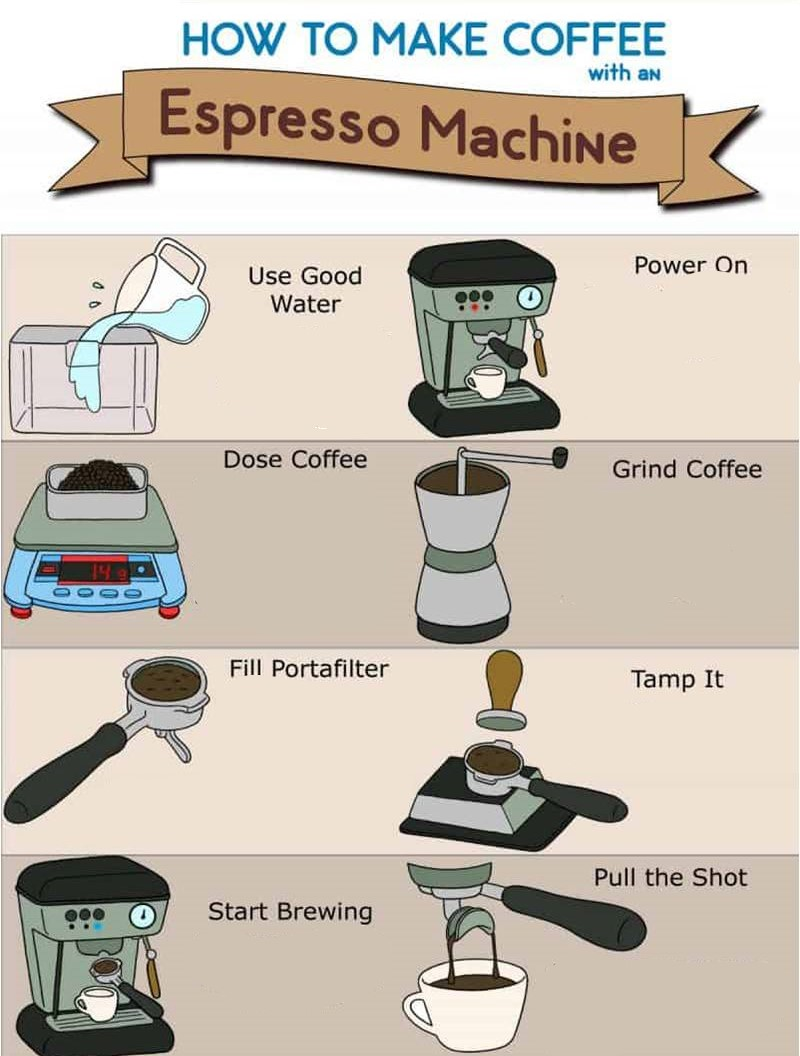 HOW TO MAKE COFFEE
with an
Espresso Machine
Use Good
Water
Power On
Dose Coffee
Grind Coffee
14 g
Fill Portafilter
Tamp It
Start Brewing
Pull the Shot